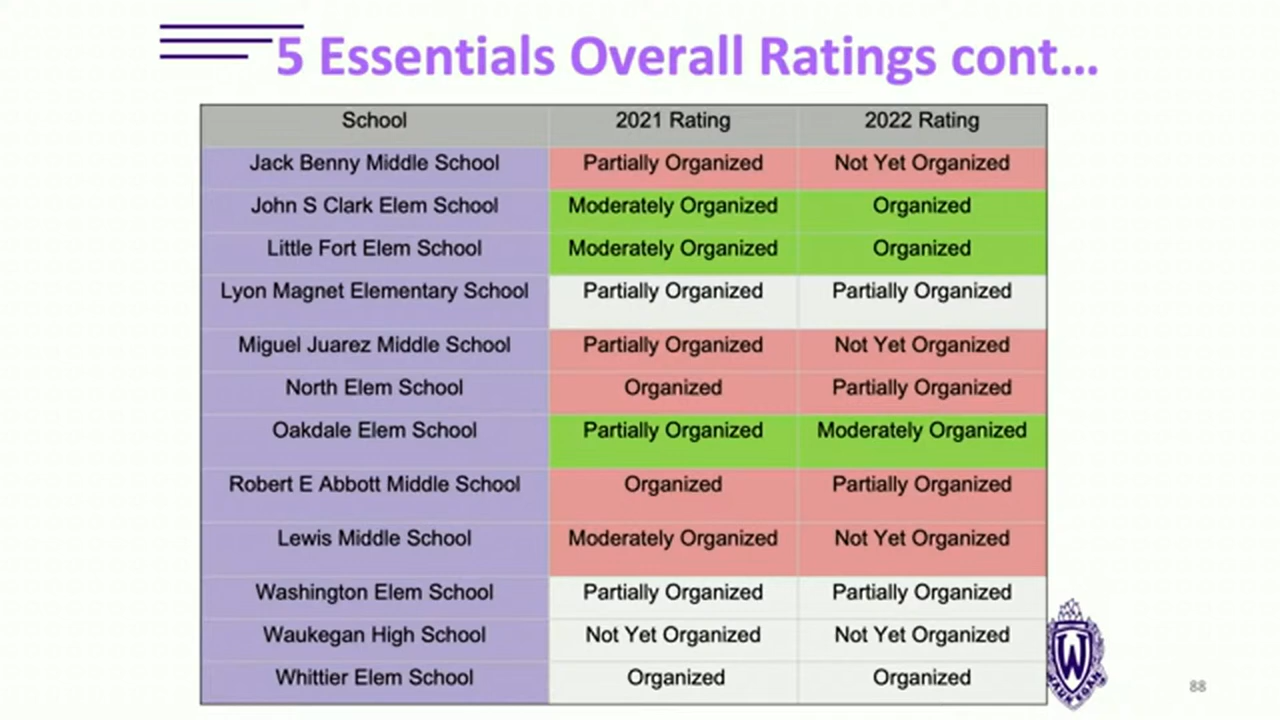 5 Essentials Overall Ratings cont...
School 2021 Rating 2022 Rating
Jack Benny Middle School Partially Organized Not Yet Organized
John S Clark Elem School Moderately Organized Organized
Little Fort Elem School Moderately Organized Organized
Lyon Magnet Elementary School Partially Organized Partially Organized
Miguel Juarez Middle School Partially Organized Not Yet Organized
North Elem School Organized Partially Organized
Oakdale Elem School Partially Organized Moderately Organized
Robert E Abbott Middle School Organized Partially Organized
Lewis Middle School Moderately Organized Not Yet Organized
Washington Elem School Partially Organized Partially Organized
Waukegan High School Not Yet Organized Not Yet Organized
Whittier Elem School Organized Organized
W
WAUKEGAN
88